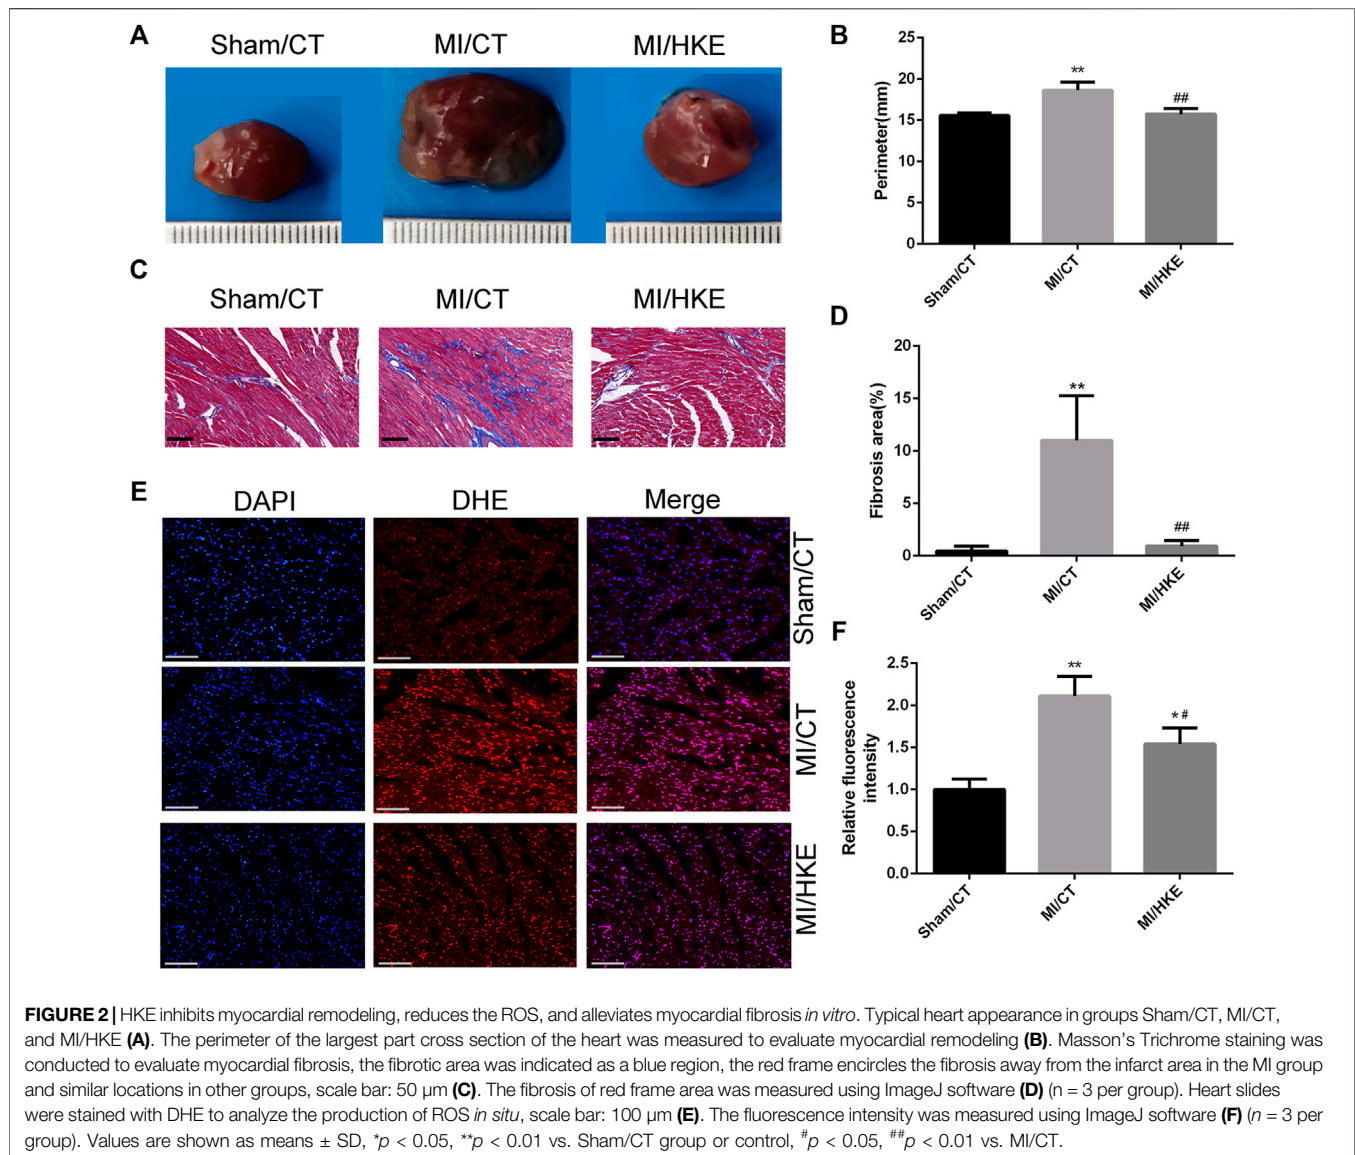 A
Sham/CT
MI/CT
MI/HKE
B
Perimeter(mm)
25
20
15
10
5
0
**
##
Sham/CT
MI/CT
MI/HKE
C
Sham/CT
MI/CT
MI/HKE
D
Fibrosis area(%)
20
15
10
5
0
**
##
Sham/CT
MI/CT
MI/HKE
E
DAPI
DHE
Merge
Sham/CT
MI/CT
MI/HKE
F
Relative fluorescence
intensity
2.5
2.0
1.5
1.0
0.5
0.0
**
* #
Sham/CT
MI/CT
MI/HKE
FIGURE 2 | HKE inhibits myocardial remodeling, reduces the ROS, and alleviates myocardial fibrosis in vitro. Typical heart appearance in groups Sham/CT, MI/CT,
and MI/HKE (A). The perimeter of the largest part cross section of the heart was measured to evaluate myocardial remodeling (B). Masson's Trichrome staining was
conducted to evaluate myocardial fibrosis, the fibrotic area was indicated as a blue region, the red frame encircles the fibrosis away from the infarct area in the MI group
and similar locations in other groups, scale bar: 50 μm (C). The fibrosis of red frame area was measured using ImageJ software (D) (n = 3 per group). Heart slides
were stained with DHE to analyze the production of ROS in situ, scale bar: 100 μm (E). The fluorescence intensity was measured using ImageJ software (F) (n = 3 per
group). Values are shown as means ± SD, *p < 0.05, **p < 0.01 vs. Sham/CT group or control, #p < 0.05, ##p < 0.01 vs. MI/CT.